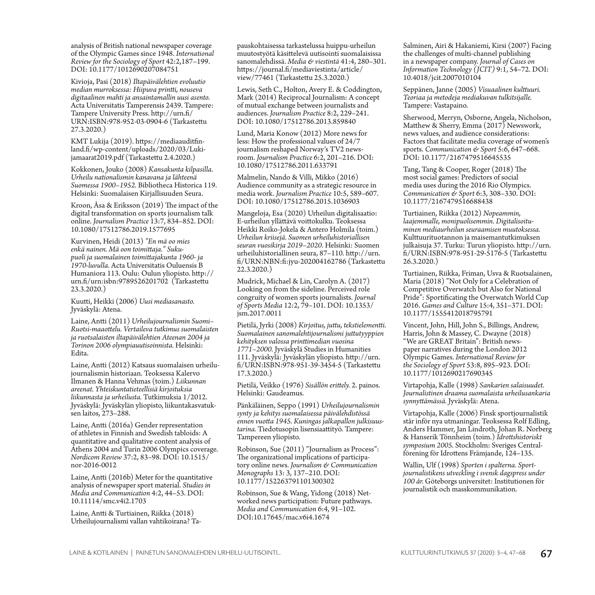 analysis of British national newspaper coverage
of the Olympic Games since 1948. International
Review for the Sociology of Sport 42:2,187–199.
DOI: 10.1177/1012690207084751
Kivioja, Pasi (2018) Iltapäivälehtien evoluutio
median murroksessa: Hiipuva printti, nouseva
digitaalinen mahti ja ansaintamallin uusi asento.
Acta Universitatis Tamperensis 2439. Tampere:
Tampere University Press. http://urn.fi/
URN:ISBN:978-952-03-0904-6 (Tarkastettu
27.3.2020.)
KMT Lukija (2019). https://mediaauditfin-
land.fi/wp-content/uploads/2020/03/Luki-
jamaarat2019.pdf (Tarkastettu 2.4.2020.)
Kokkonen, Jouko (2008) Kansakunta kilpasilla.
Urheilu nationalismin kanavana ja lähteenä
Suomessa 1900–1952. Bibliotheca Historica 119.
Helsinki: Suomalaisen Kirjallisuuden Seura.
Kroon, Åsa & Eriksson (2019) The impact of the
digital transformation on sports journalism talk
online. Journalism Practice 13:7, 834–852. DOI:
10.1080/17512786.2019.1577695
Kurvinen, Heidi (2013) "En mä oo mies
enkä nainen. Mä oon toimittaja." Suku-
puoli ja suomalainen toimittajakunta 1960- ja
1970-luvulla. Acta Universitatis Ouluensis B
Humaniora 113. Oulu: Oulun yliopisto. http://
urn.fi/urn:isbn:9789526201702 (Tarkastettu
23.3.2020.)
Kuutti, Heikki (2006) Uusi mediasanasto.
Jyväskylä: Atena.
Laine, Antti (2011) Urheilujournalismin Suomi–
Ruotsi-maaottelu. Vertaileva tutkimus suomalaisten
ja ruotsalaisten iltapäivälehtien Ateenan 2004 ja
Torinon 2006 olympiauutisoinnista. Helsinki:
Edita.
Laine, Antti (2012) Katsaus suomalaisen urheilu-
journalismin historiaan. Teoksessa Kalervo
Ilmanen & Hanna Vehmas (toim.) Liikunnan
areenat. Yhteiskuntatieteellisiä kirjoituksia
liikunnasta ja urheilusta. Tutkimuksia 1/2012.
Jyväskylä: Jyväskylän yliopisto, liikuntakasvatuk-
sen laitos, 273–288.
Laine, Antti (2016a) Gender representation
of athletes in Finnish and Swedish tabloids: A
quantitative and qualitative content analysis of
Athens 2004 and Turin 2006 Olympics coverage.
Nordicom Review 37:2, 83–98. DOI: 10.1515/
nor-2016-0012
Laine, Antti (2016b) Meter for the quantitative
analysis of newspaper sport material. Studies in
Media and Communication 4:2, 44–53. DOI:
10.11114/smc.v4i2.1703
Laine, Antti & Turtiainen, Riikka (2018)
Urheilujournalismi vallan vahtikoirana? Ta-
pauskohtaisessa tarkastelussa huippu-urheilun
muutostyötä käsittelevä uutisointi suomalaisissa
sanomalehdissä. Media & viestintä 41:4, 280–301.
https://journal.fi/mediaviestinta/article/
view/77461 (Tarkastettu 25.3.2020.)
Lewis, Seth C., Holton, Avery E. & Coddington,
Mark (2014) Reciprocal Journalism: A concept
of mutual exchange between journalists and
audiences. Journalism Practice 8:2, 229–241.
DOI: 10.1080/17512786.2013.859840
Lund, Maria Konow (2012) More news for
less: How the professional values of 24/7
journalism reshaped Norway's TV2 news-
room. Journalism Practice 6:2, 201–216. DOI:
10.1080/17512786.2011.633791
Malmelin, Nando & Villi, Mikko (2016)
Audience community as a strategic resource in
media work. Journalism Practice 10:5, 589–607.
DOI: 10.1080/17512786.2015.1036903
Mangeloja, Esa (2020) Urheilun digitalisaatio:
E-urheilun yllättävä voittokulku. Teoksessa
Heikki Roiko-Jokela & Antero Holmila (toim.)
Urheilun kriisejä. Suomen urheiluhistoriallisen
seuran vuosikirja 2019–2020. Helsinki: Suomen
urheiluhistoriallinen seura, 87–110. http://urn.
fi/URN:NBN:fi:jyu-202004162786 (Tarkastettu
22.3.2020.)
Mudrick, Michael & Lin, Carolyn A. (2017)
Looking on from the sideline. Perceived role
congruity of women sports journalists. Journal
of Sports Media 12:2, 79–101. DOI: 10.1353/
jsm.2017.0011
Pietilä, Jyrki (2008) Kirjoitus, juttu, tekstielementti.
Suomalainen sanomalehtijournalismi juttutyyppien
kehityksen valossa printtimedian vuosina
1771–2000. Jyväskylä Studies in Humanities
111. Jyväskylä: Jyväskylän yliopisto. http://urn.
fi/URN:ISBN:978-951-39-3454-5 (Tarkastettu
17.3.2020.)
Pietilä, Veikko (1976) Sisällön erittely. 2. painos.
Helsinki: Gaudeamus.
Pänkäläinen, Seppo (1991) Urheilujournalismin
synty ja kehitys suomalaisessa päivälehdistössä
ennen vuotta 1945. Kuningas jalkapallon julkisuus-
tarina. Tiedotusopin lisensiaattityö. Tampere:
Tampereen yliopisto.
Robinson, Sue (2011) "Journalism as Process":
The organizational implications of participa-
tory online news. Journalism & Communication
Monographs 13: 3, 137–210. DOI:
10.1177/152263791101300302
Robinson, Sue & Wang, Yidong (2018) Net-
worked news participation: Future pathways.
Media and Communication 6:4, 91–102.
DOI:10.17645/mac.v6i4.1674
Salminen, Airi & Hakaniemi, Kirsi (2007) Facing
the challenges of multi-channel publishing
in a newspaper company. Journal of Cases on
Information Technology (JCIT) 9:1, 54–72. DOI:
10.4018/jcit.2007010104
Seppänen, Janne (2005) Visuaalinen kulttuuri.
Teoriaa ja metodeja mediakuvan tulkitsijalle.
Tampere: Vastapaino.
Sherwood, Merryn, Osborne, Angela, Nicholson,
Matthew & Sherry, Emma (2017) Newswork,
news values, and audience considerations:
Factors that facilitate media coverage of women's
sports. Communication & Sport 5:6, 647–668.
DOI: 10.1177/2167479516645535
Tang, Tang & Cooper, Roger (2018) The
most social games: Predictors of social
media uses during the 2016 Rio Olympics.
Communication & Sport 6:3, 308–330. DOI:
10.1177/2167479516688438
Turtiainen, Riikka (2012) Nopeammin,
laajemmalle, monipuolisemmin. Digitalisoitu-
minen mediaurheilun seuraamisen muutoksessa.
Kulttuurituotannon ja maisemantutkimuksen
julkaisuja 37. Turku: Turun yliopisto. http://urn.
fi/URN:ISBN:978-951-29-5176-5 (Tarkastettu
26.3.2020.)
Turtiainen, Riikka, Friman, Usva & Ruotsalainen,
Maria (2018) "Not Only for a Celebration of
Competitive Overwatch but Also for National
Pride": Sportificating the Overwatch World Cup
2016. Games and Culture 15:4, 351–371. DOI:
10.1177/1555412018795791
Vincent, John, Hill, John S., Billings, Andrew,
Harris, John & Massey, C. Dwayne (2018)
"We are GREAT Britain": British news-
paper narratives during the London 2012
Olympic Games. International Review for
the Sociology of Sport 53:8, 895–923. DOI:
10.1177/1012690217690346
Virtapohja, Kalle (1998) Sankarien salaisuudet.
Journalistinen draama suomalaista urheilusankaria
synnyttämässä. Jyväskylä: Atena.
Virtapohja, Kalle (2006) Finsk sportjournalistik
står inför nya utmaningar. Teoksessa Rolf Edling,
Anders Hammer, Jan Lindroth, Johan R. Norberg
& Hanserik Tönnheim (toim.) Idrottshistoriskt
symposium 2005. Stockholm: Sveriges Central-
förening för Idrottens Främjande, 124–135.
Wallin, Ulf (1998) Sporten i spalterna. Sport-
journalistikens utveckling i svensk dagspress under
100 år. Göteborgs universitet: Institutionen för
journalistik och masskommunikation.
LAINE & KOTILAINEN | PAINETUN SANOMALEHDEN URHEILU-UUTISOINTI...
KULTTUURINTUTKIMUS 37 (2020): 3–4, 47–68 67